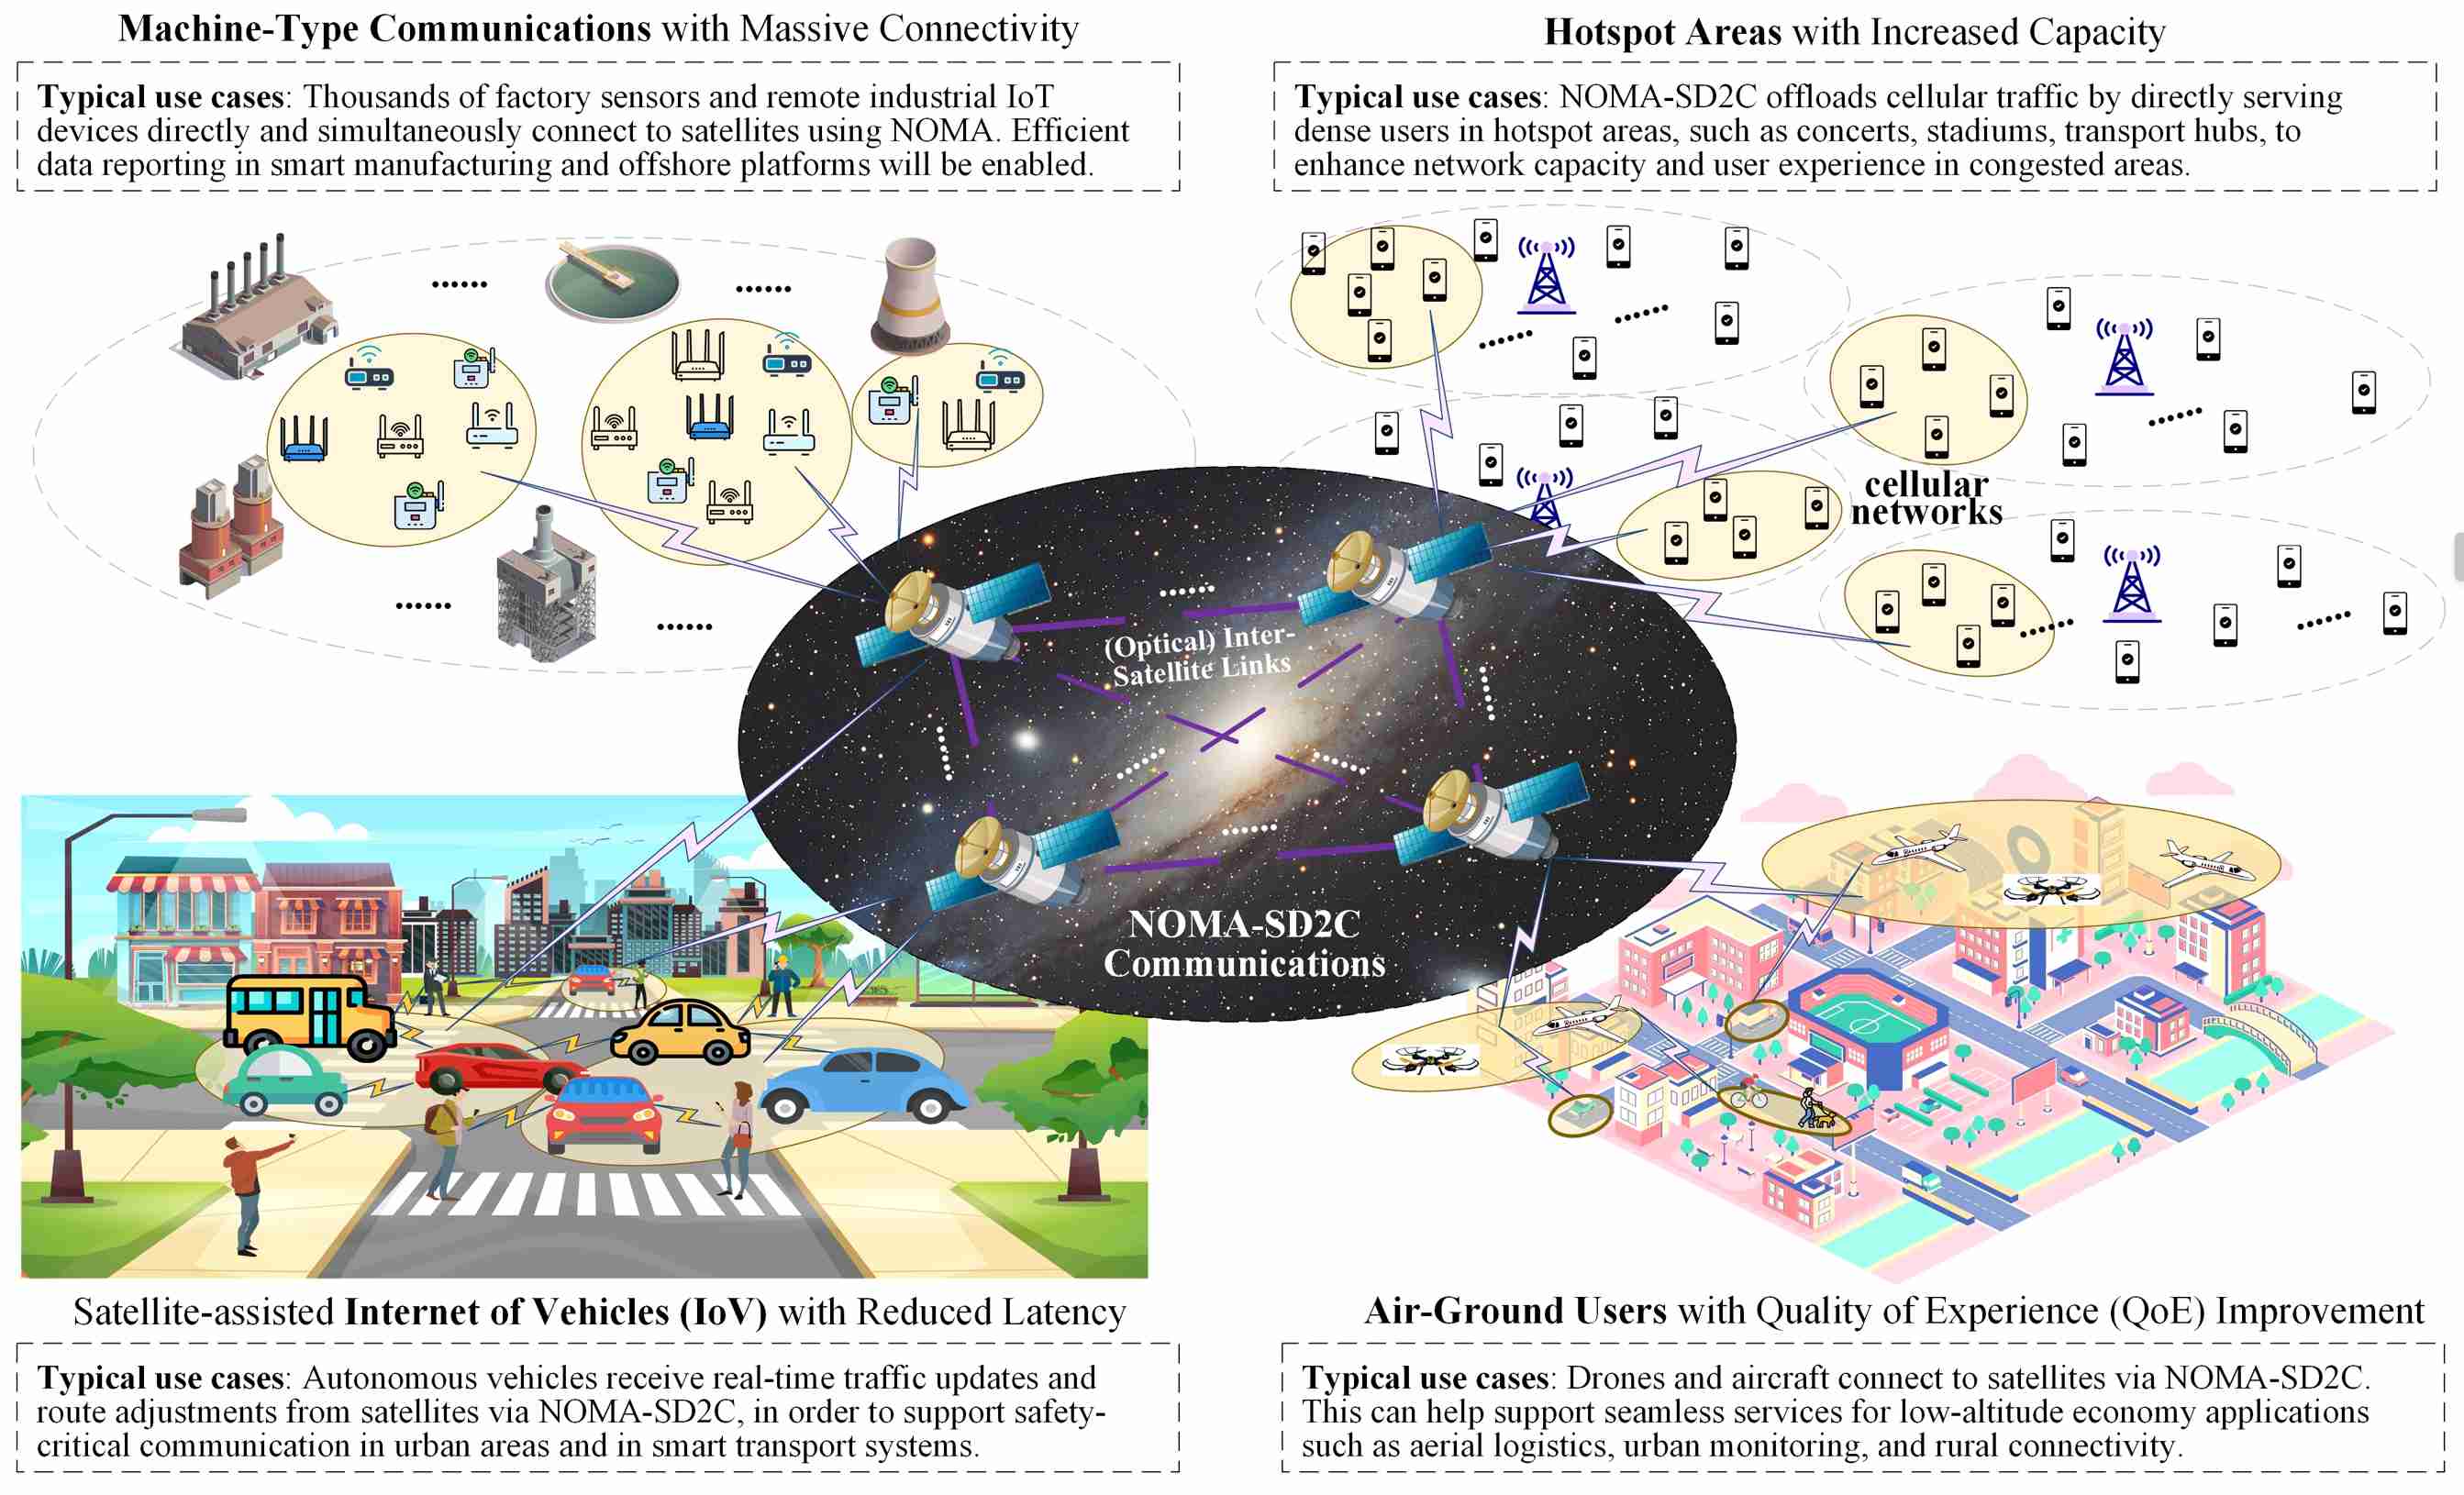 Machine-Type Communications with Massive Connectivity
Typical use cases: Thousands of factory sensors and remote industrial IoT
devices directly and simultaneously connect to satellites using NOMA. Efficient
data reporting in smart manufacturing and offshore platforms will be enabled.
Hotspot Areas with Increased Capacity
Typical use cases: NOMA-SD2C offloads cellular traffic by directly serving
dense users in hotspot areas, such as concerts, stadiums, transport hubs, to
enhance network capacity and user experience in congested areas.
cellular
networks
(Optical) Inter-
Satellite Links
NOMA-SD2C
Communications
Satellite-assisted Internet of Vehicles (IoV) with Reduced Latency
Typical use cases: Autonomous vehicles receive real-time traffic updates and
route adjustments from satellites via NOMA-SD2C, in order to support safety-
critical communication in urban areas and in smart transport systems.
Air-Ground Users with Quality of Experience (QoE) Improvement
Typical use cases: Drones and aircraft connect to satellites via NOMA-SD2C.
This can help support seamless services for low-altitude economy applications
such as aerial logistics, urban monitoring, and rural connectivity.